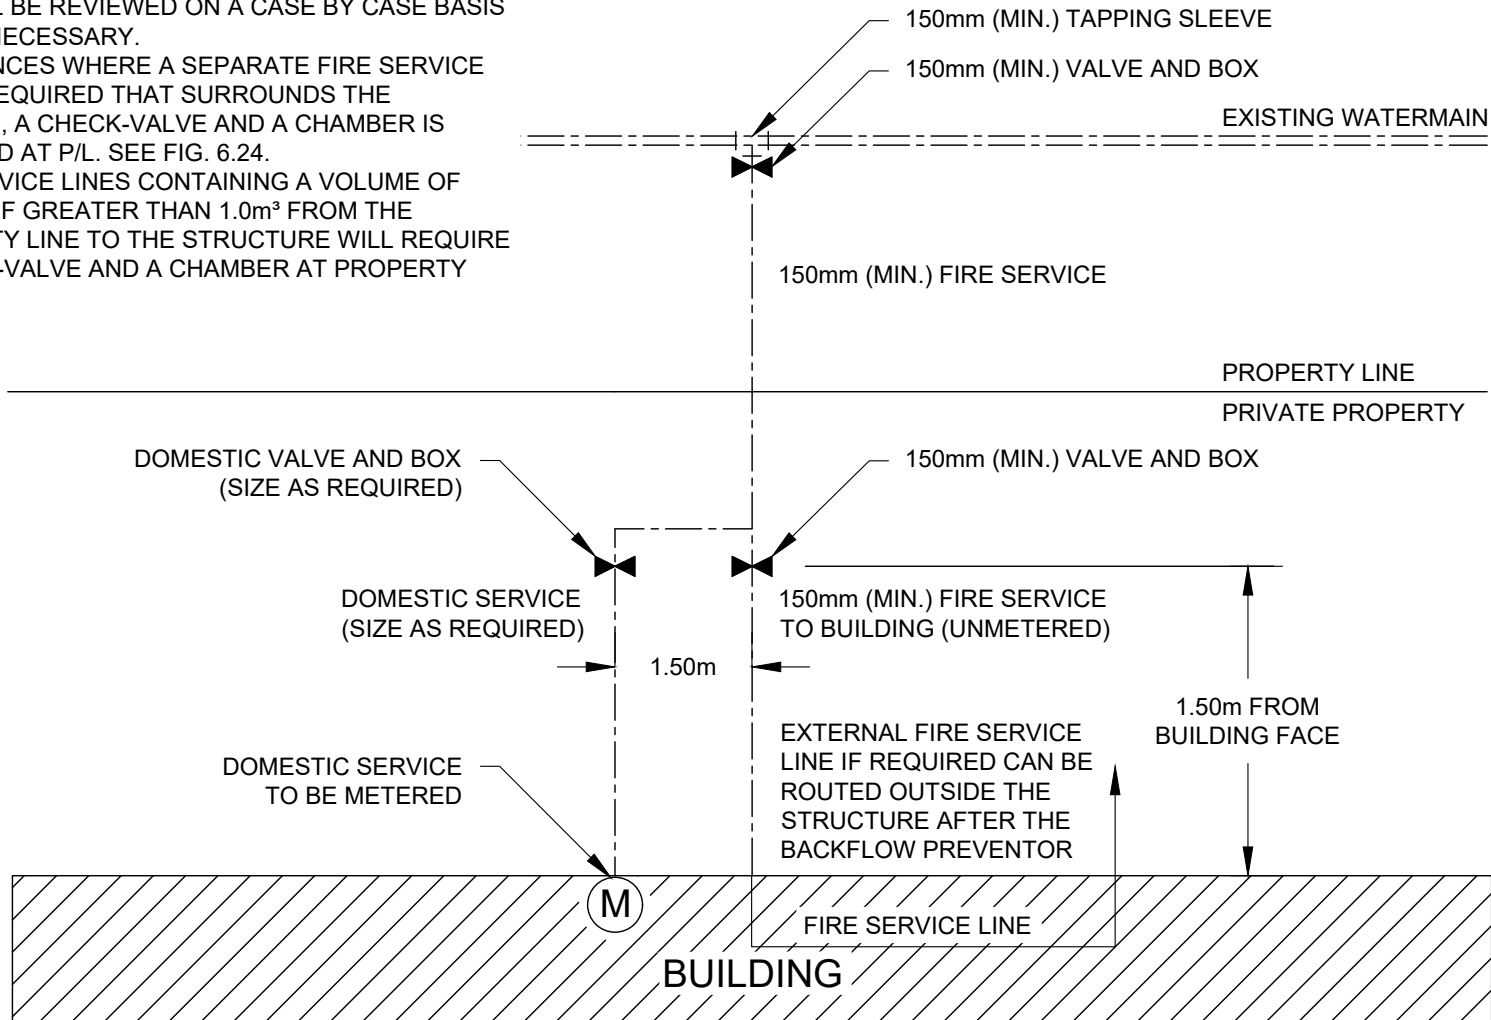 L BE REVIEWED ON A CASE BY CASE BASIS
NECESSARY.
NCES WHERE A SEPARATE FIRE SERVICE
EQUIRED THAT SURROUNDS THE
, A CHECK-VALVE AND A CHAMBER IS
D AT P/L. SEE FIG. 6.24.
VICE LINES CONTAINING A VOLUME OF
F GREATER THAN 1.0m³ FROM THE
TY LINE TO THE STRUCTURE WILL REQUIRE
-VALVE AND A CHAMBER AT PROPERTY
150mm (MIN.) TAPPING SLEEVE
150mm (MIN.) VALVE AND BOX
EXISTING WATERMAIN
150mm (MIN.) FIRE SERVICE
PROPERTY LINE
PRIVATE PROPERTY
DOMESTIC VALVE AND BOX
(SIZE AS REQUIRED)
150mm (MIN.) VALVE AND BOX
DOMESTIC SERVICE
(SIZE AS REQUIRED)
150mm (MIN.) FIRE SERVICE
TO BUILDING (UNMETERED)
1.50m
1.50m FROM
BUILDING FACE
EXTERNAL FIRE SERVICE
LINE IF REQUIRED CAN BE
ROUTED OUTSIDE THE
STRUCTURE AFTER THE
BACKFLOW PREVENTOR
DOMESTIC SERVICE
TO BE METERED
M
FIRE SERVICE LINE
BUILDING